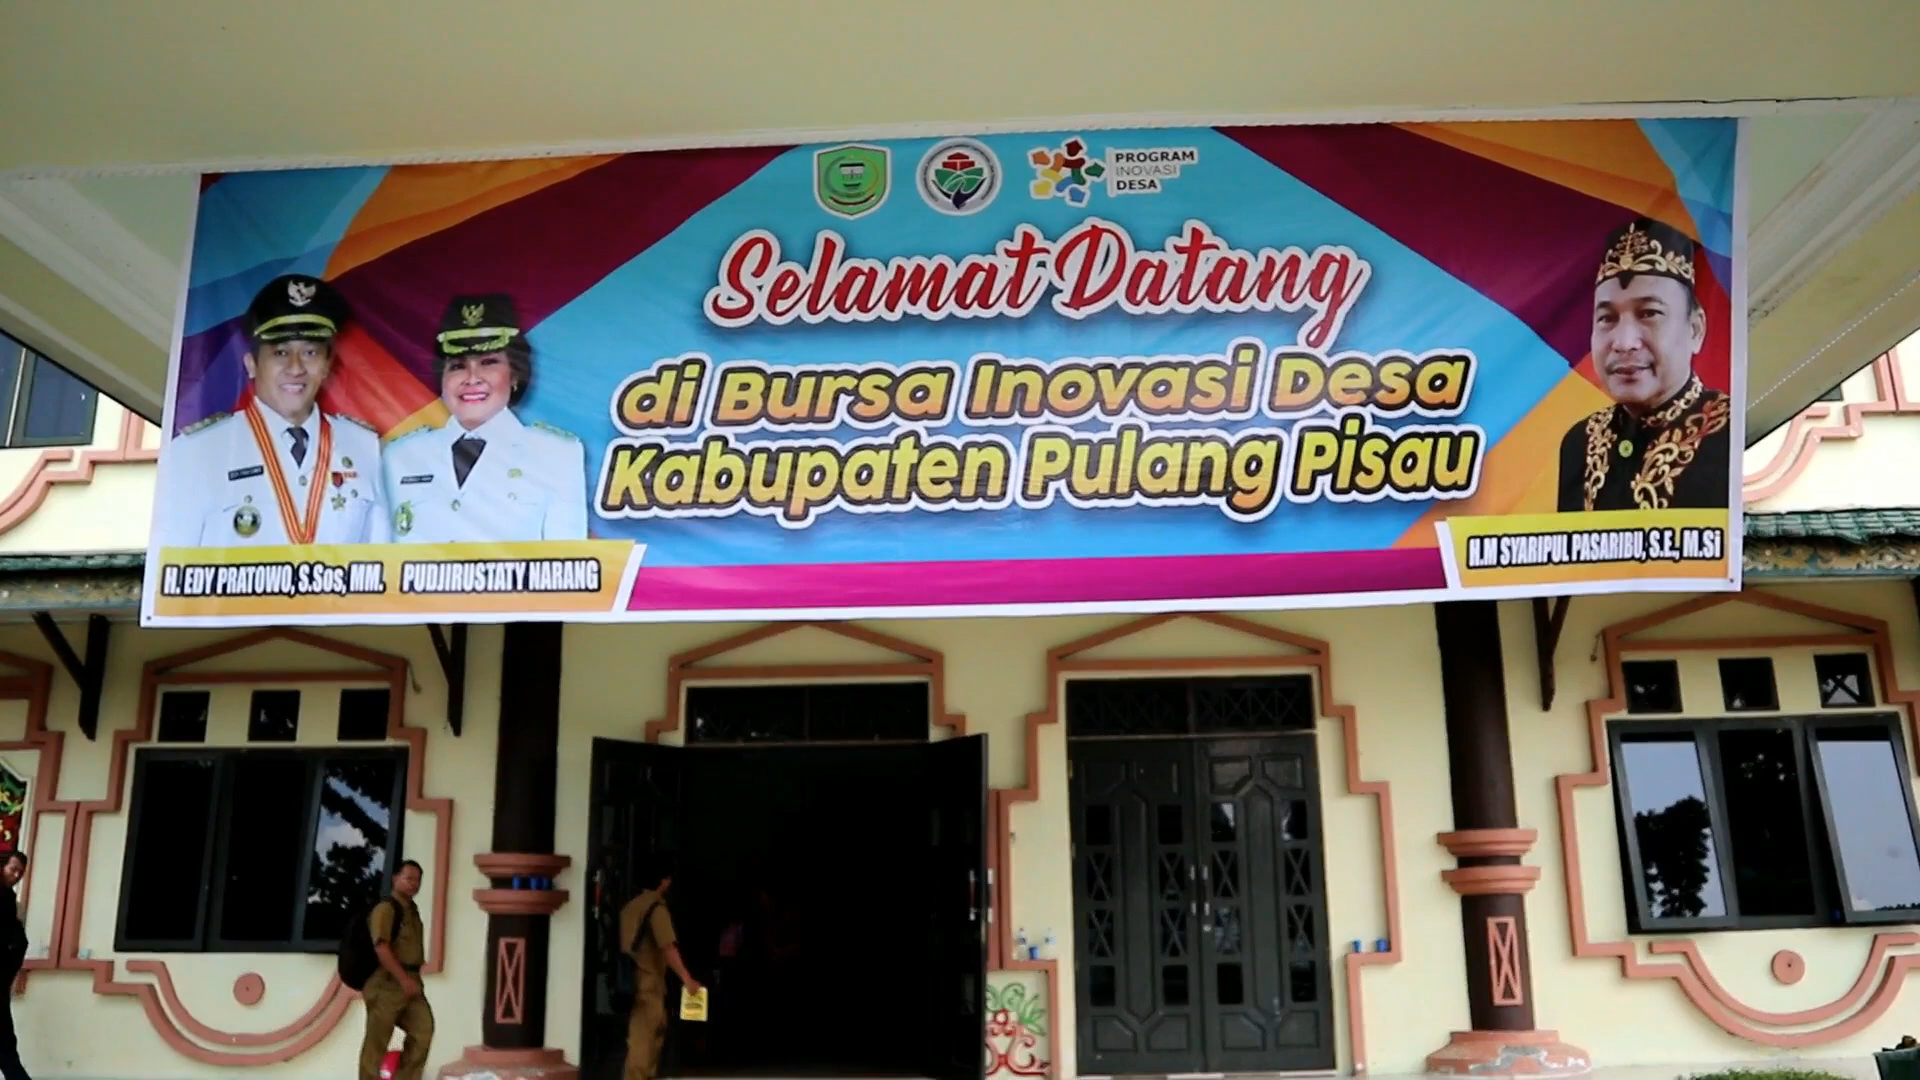 PROGRAM
INOVASI
DESA
Selamat Datang
di Bursa Inovasi Desa
Kabupaten Pulang Pisau
H. EDY PRATOWO, S.Sos, MM.
PUDJIRUSTATY NARANG
H.M SYARIPUL PASARIBU, S.E., M.Si